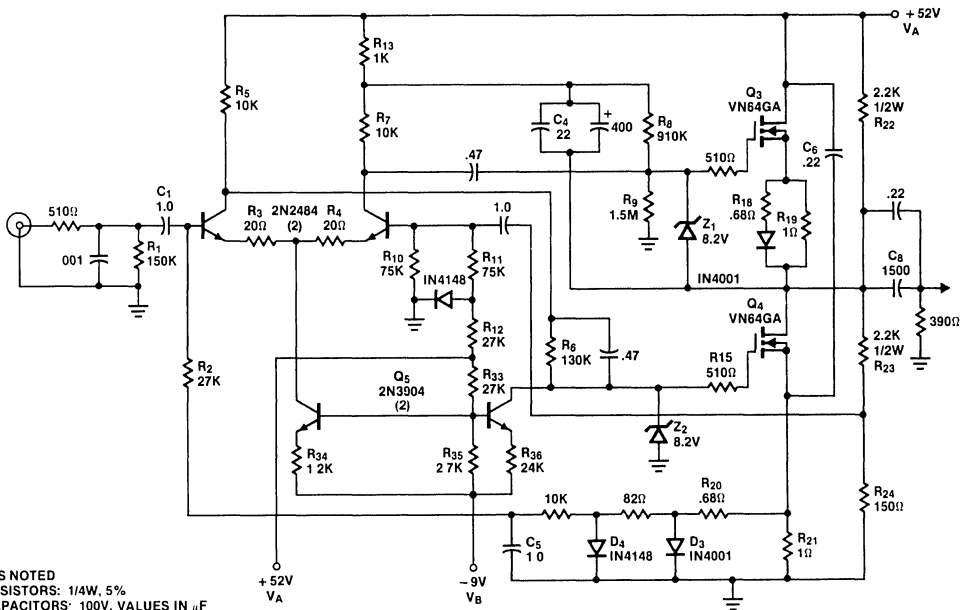 + 52V
VA
R13
1K
R5
10K
R7
10K
C4
22
+
400
R8
910K
Q3
VN64GA
2.2K
1/2W
R22
C6
.22
.47
510Ω
C1
1.0
R3
20Ω
2N2484
(2)
R4
20Ω
1.0
R9
1.5M
Z1
8.2V
R18
.68Ω
R19
1Ω
.22
510Ω
001
R1
150K
R10
75K
R11
75K
IN4148
IN4001
C8
1500
Q4
VN64GA
390Ω
R12
27K
R2
27K
R6
130K
.47
R15
510Ω
2.2K
1/2W
R23
Q5
2N3904
(2)
R33
27K
Z2
8.2V
R34
1 2K
R35
2 7K
R36
24K
10K
82Ω
R20
.68Ω
R24
150Ω
C5
1 0
D4
IN4148
D3
IN4001
R21
1Ω
+ 52V
VA
− 9V
VB
S NOTED
SISTORS: 1/4W, 5%
APACITORS: 100V, VALUES IN μF